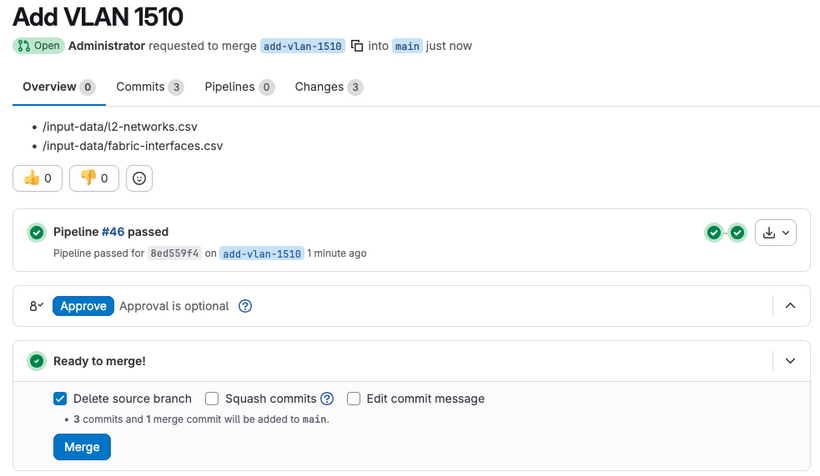 Add VLAN 1510
Open Administrator requested to merge add-vlan-1510 into main just now
Overview 0 Commits 3 Pipelines 0 Changes 3
• /input-data/l2-networks.csv
• /input-data/fabric-interfaces.csv
👍 0 👎 0
Pipeline #46 passed
Pipeline passed for 8ed559f4 on add-vlan-1510 1 minute ago
Approve Approval is optional ?
Ready to merge!
Delete source branch Squash commits ? Edit commit message
• 3 commits and 1 merge commit will be added to main.
Merge